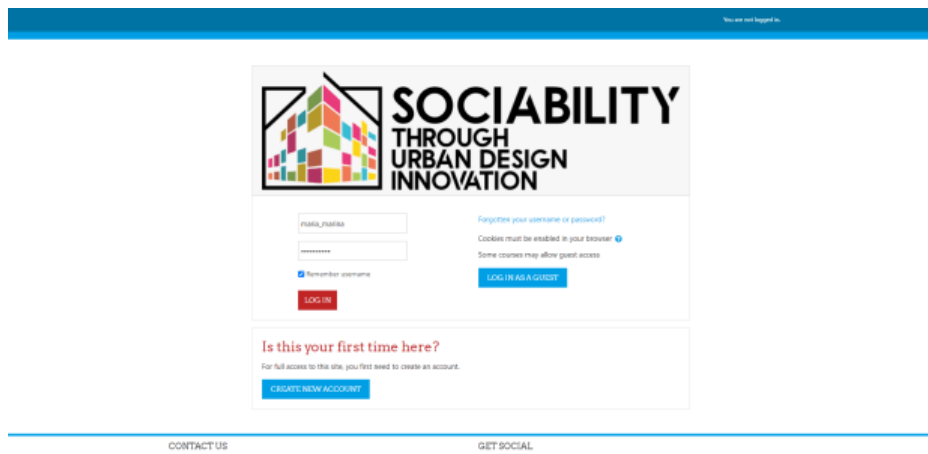 You are not logged in.
SOCIABILITY
THROUGH
URBAN DESIGN
INNOVATION
maria_marixa
Forgotten your username or password?
Cookies must be enabled in your browser
Some courses may allow guest access
Remember username
LOG IN AS A GUEST
LOG IN
Is this your first time here?
For full access to this site, you first need to create an account.
CREATE NEW ACCOUNT
CONTACT US
GET SOCIAL